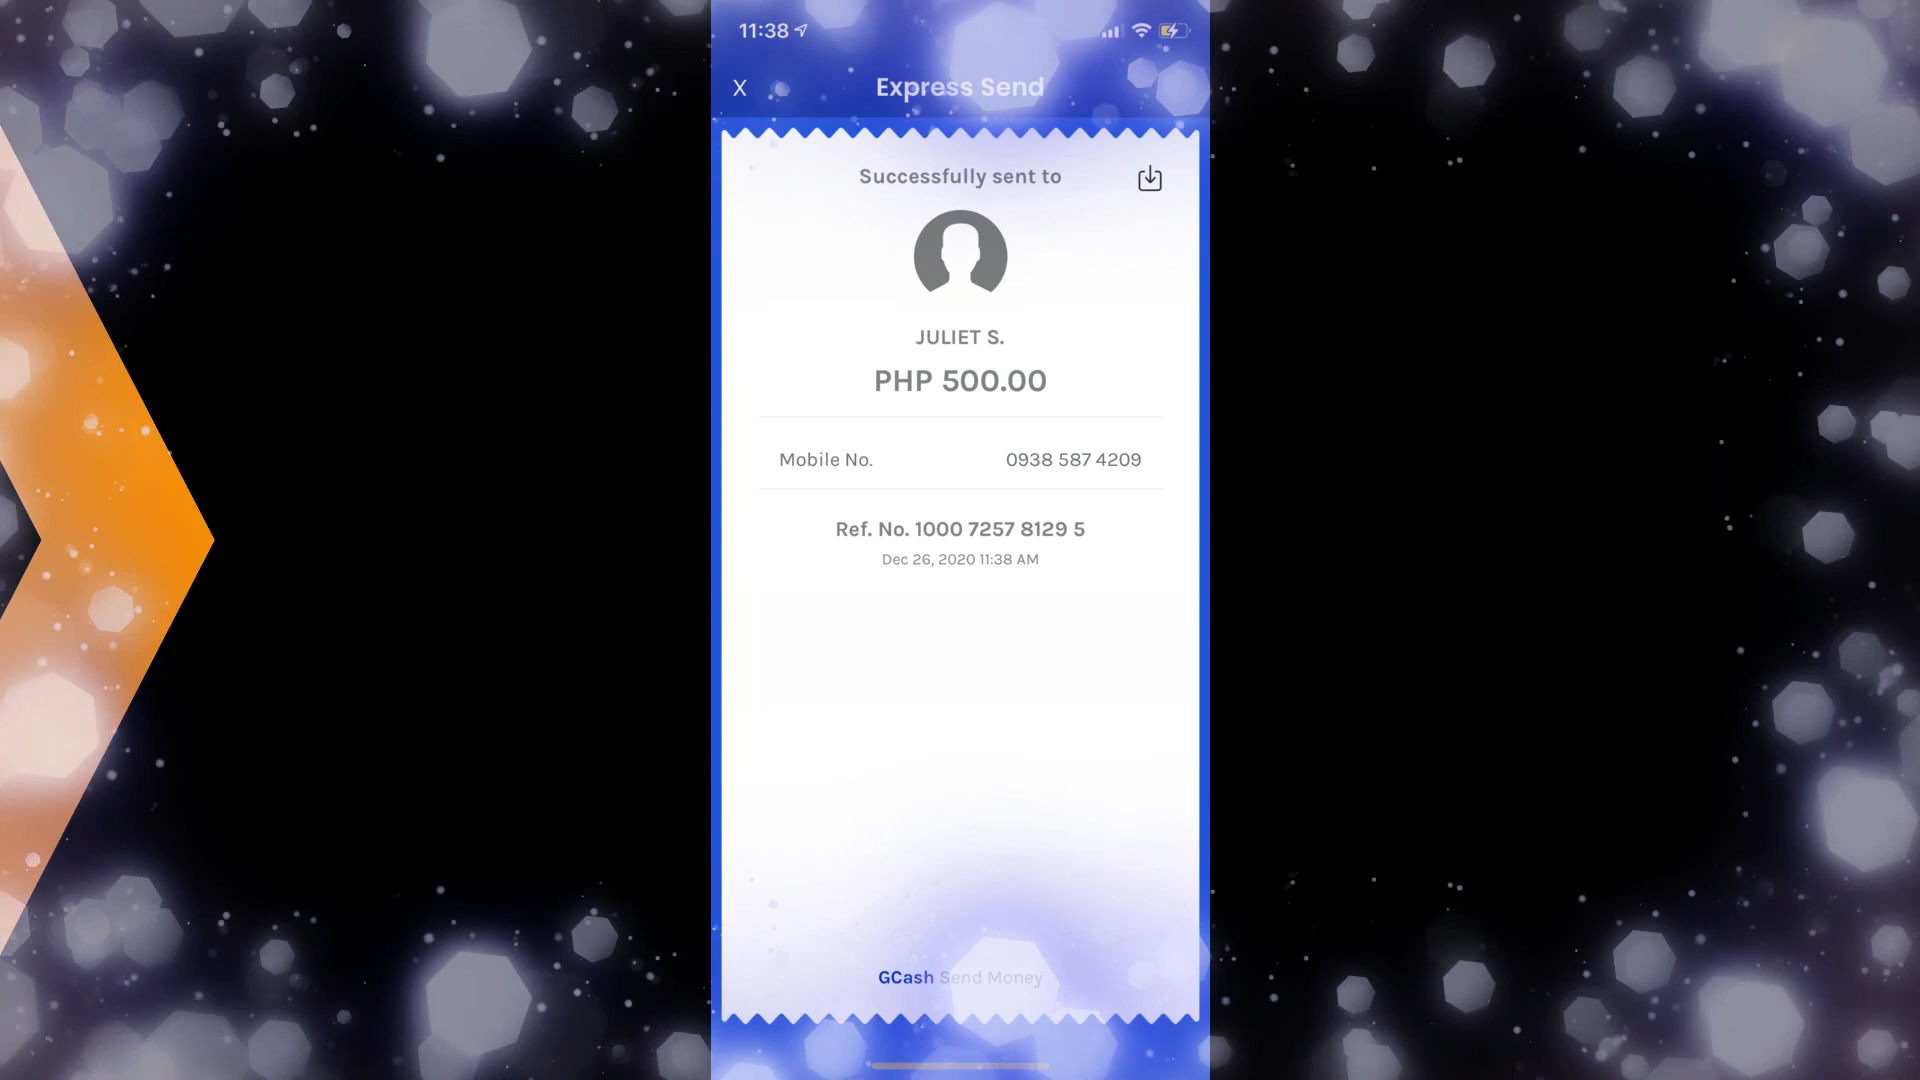 11:38
X Express Send
Successfully sent to
JULIET S.
PHP 500.00
Mobile No. 0938 587 4209
Ref. No. 1000 7257 8129 5
Dec 26, 2020 11:38 AM
GCash Send Money